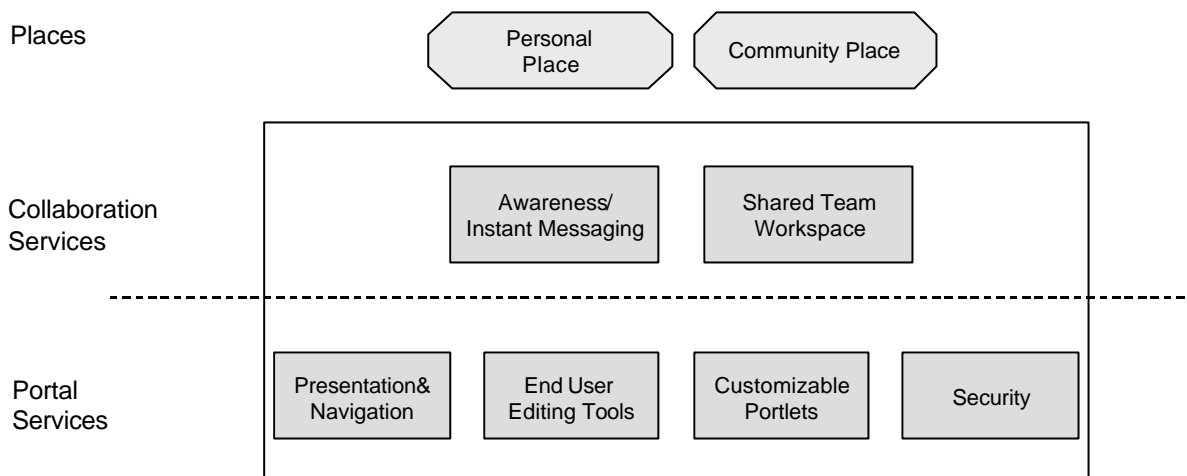 Places
Personal
Place
Community Place
Collaboration
Services
Awareness/
Instant Messaging
Shared Team
Workspace
Portal
Services
Presentation&
Navigation
End User
Editing Tools
Customizable
Portlets
Security